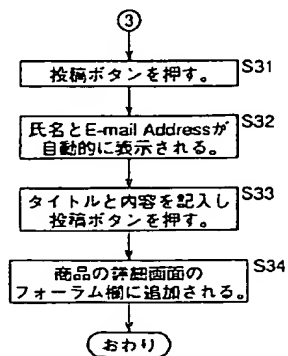 ③
投稿ボタンを押す。 S31
氏名とE-mail Addressが S32
自動的に表示される。
タイトルと内容を記入し S33
投稿ボタンを押す。
商品の詳細画面の S34
フォーラム欄に追加される。
おわり